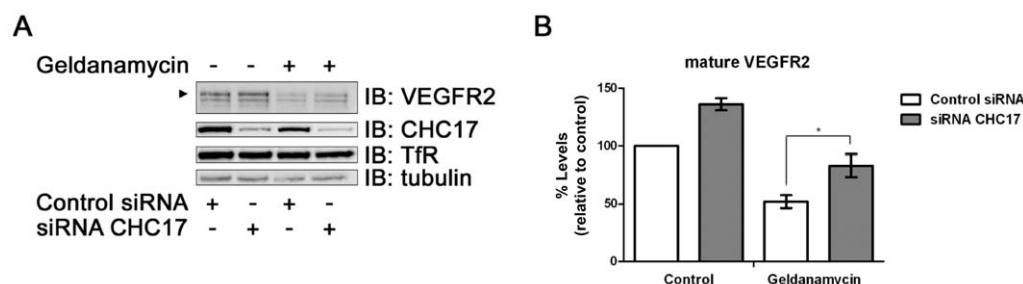 A
Geldanamycin - - + +
IB: VEGFR2
IB: CHC17
IB: TfR
IB: tubulin
Control siRNA + - + -
siRNA CHC17 - + - +
B
mature VEGFR2
% Levels
(relative to control)
150
100
50
0
*
Control
Geldanamycin
Control siRNA
siRNA CHC17